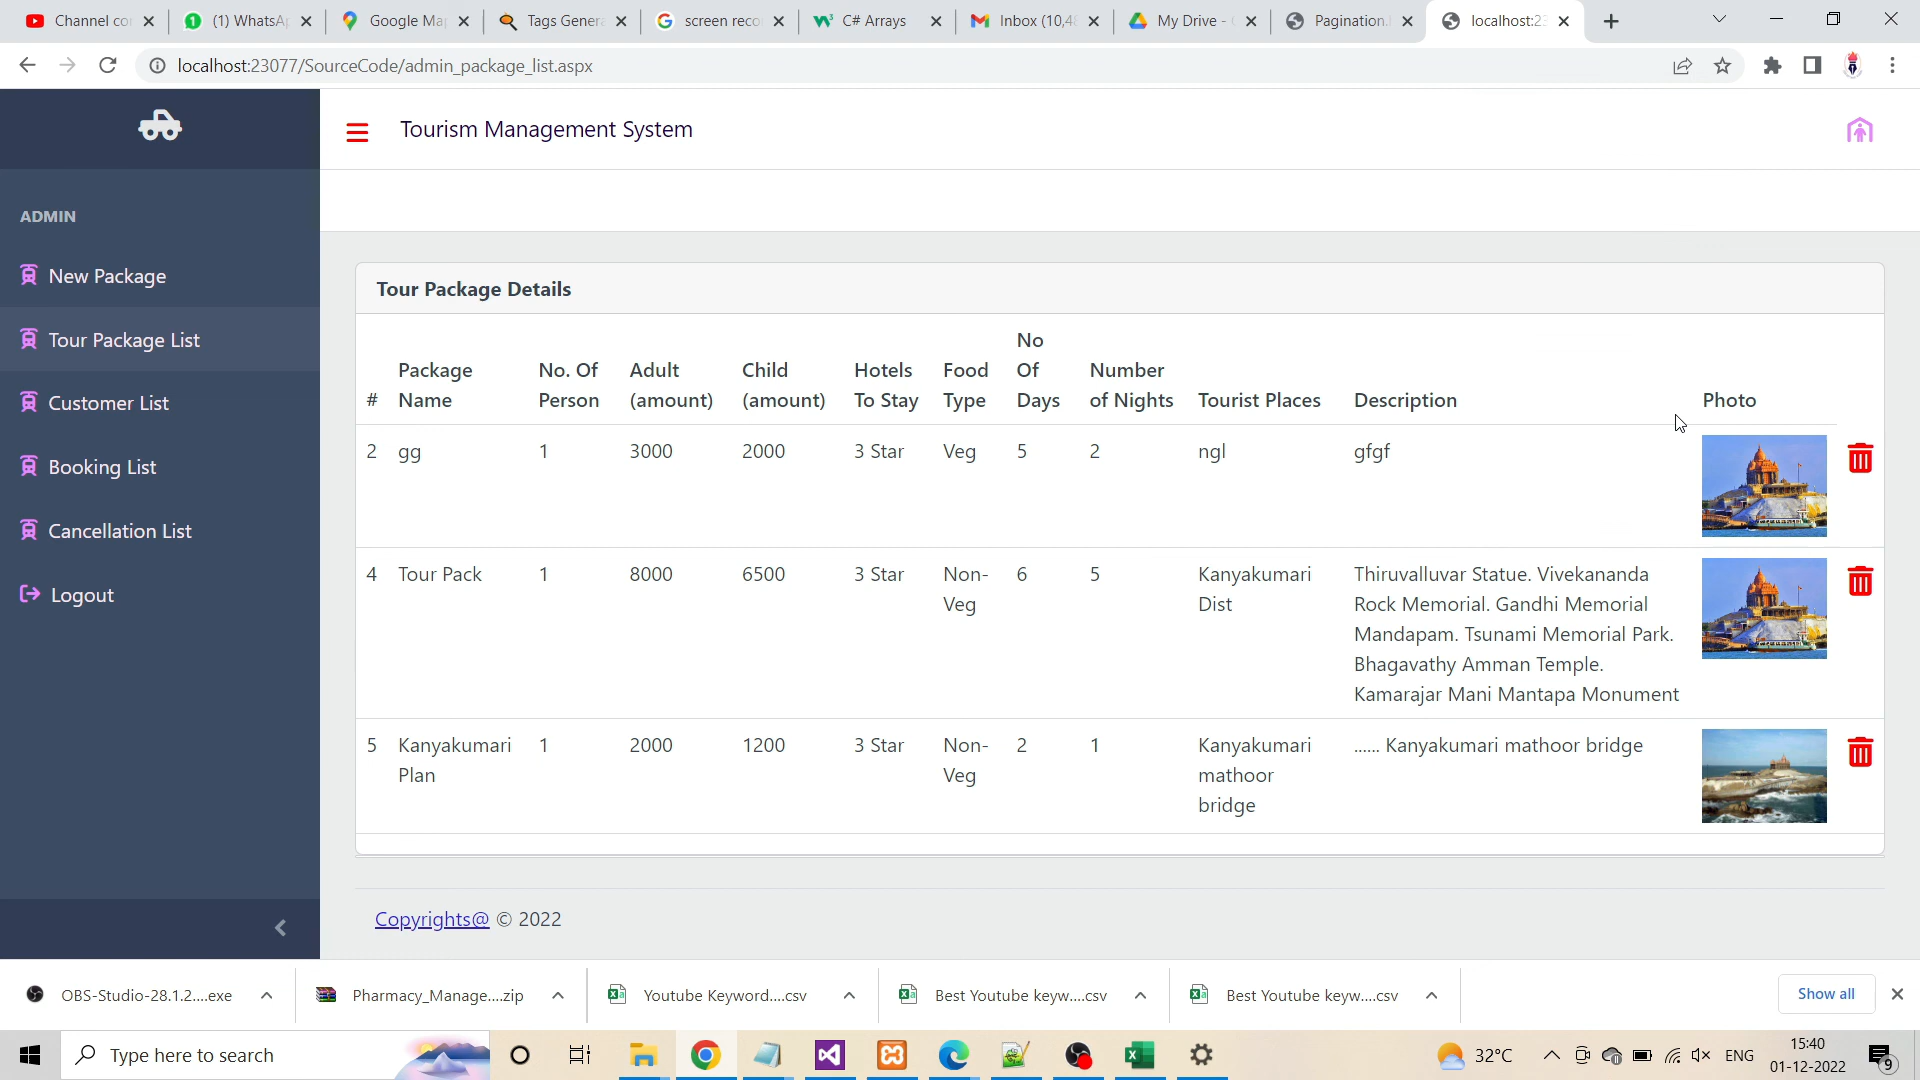 Channel co
(1) WhatsAp
Google Map
Tags Genera
screen reco
C# Arrays
Inbox (10,48
My Drive -
Pagination.
localhost:23
localhost:23077/SourceCode/admin_package_list.aspx
Tourism Management System
ADMIN
New Package
Tour Package List
Customer List
Booking List
Cancellation List
Logout
Tour Package Details
# Package Name No. Of Person Adult (amount) Child (amount) Hotels To Stay Food Type No Of Days Number of Nights Tourist Places Description Photo
2 gg 1 3000 2000 3 Star Veg 5 2 ngl gfgf
4 Tour Pack 1 8000 6500 3 Star Non- 6 5 Kanyakumari Thiruvalluvar Statue. Vivekananda
Veg Dist Rock Memorial. Gandhi Memorial
Mandapam. Tsunami Memorial Park.
Bhagavathy Amman Temple.
Kamarajar Mani Mantapa Monument
5 Kanyakumari 1 2000 1200 3 Star Non- 2 1 Kanyakumari ...... Kanyakumari mathoor bridge
Plan Veg mathoor
bridge
Copyrights@ © 2022
OBS-Studio-28.1.2....exe
Pharmacy_Manage....zip
Youtube Keyword....csv
Best Youtube keyw....csv
Best Youtube keyw....csv
Show all
Type here to search
32°C
ENG
15:40
01-12-2022
9